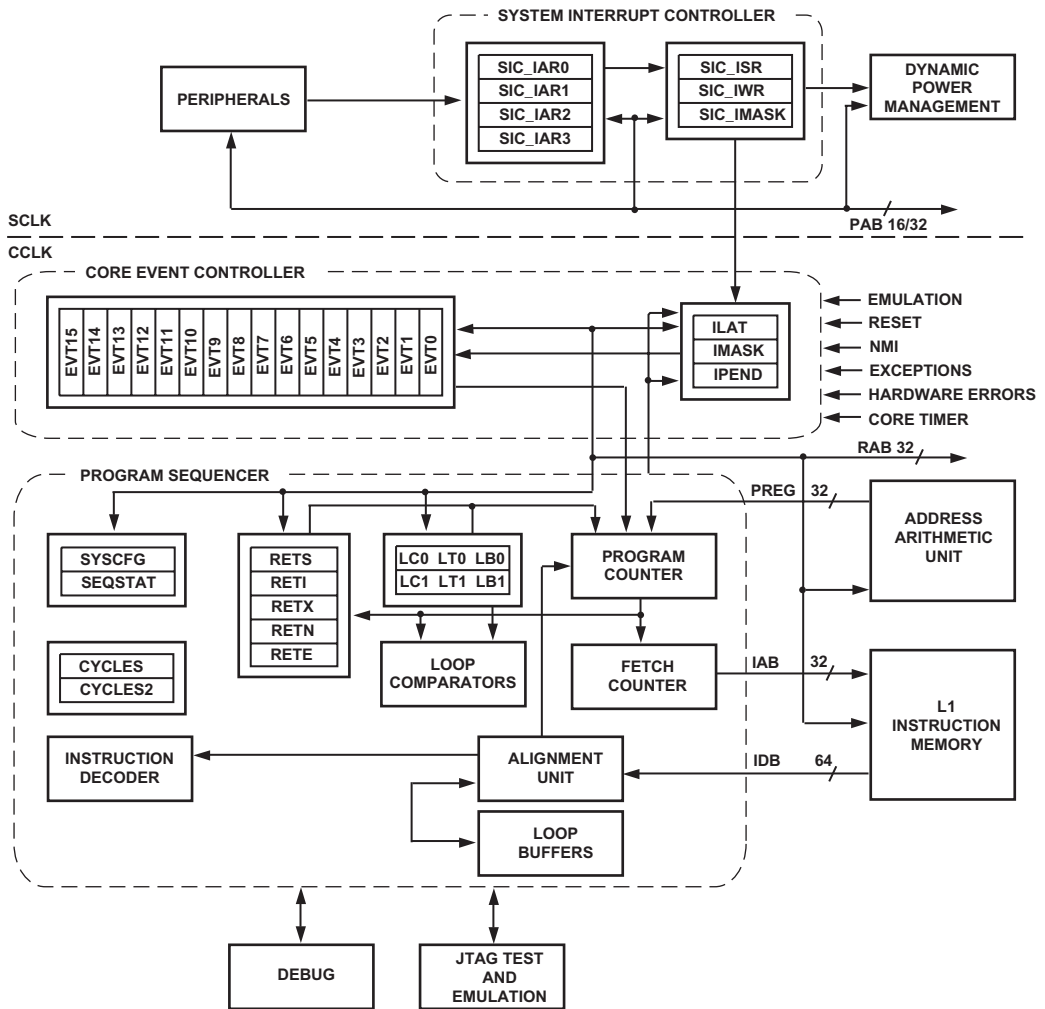 SYSTEM INTERRUPT CONTROLLER
PERIPHERALS
SIC_IAR0
SIC_IAR1
SIC_IAR2
SIC_IAR3
SIC_ISR
SIC_IWR
SIC_IMASK
DYNAMIC
POWER
MANAGEMENT
SCLK
PAB 16/32
CCLK
CORE EVENT CONTROLLER
EVT15
EVT14
EVT13
EVT12
EVT11
EVT10
EVT9
EVT8
EVT7
EVT6
EVT5
EVT4
EVT3
EVT2
EVT1
EVT0
ILAT
IMASK
IPEND
EMULATION
RESET
NMI
EXCEPTIONS
HARDWARE ERRORS
CORE TIMER
RAB 32
PROGRAM SEQUENCER
PREG 32
SYSCFG
SEQSTAT
RETS
RETI
RETX
RETN
RETE
LC0 LT0 LB0
LC1 LT1 LB1
PROGRAM
COUNTER
ADDRESS
ARITHMETIC
UNIT
CYCLES
CYCLES2
LOOP
COMPARATORS
FETCH
COUNTER
IAB 32
L1
INSTRUCTION
MEMORY
INSTRUCTION
DECODER
ALIGNMENT
UNIT
IDB 64
LOOP
BUFFERS
DEBUG
JTAG TEST
AND
EMULATION